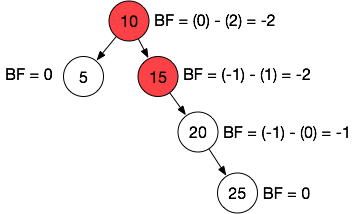 10 BF = (0) - (2) = -2
BF = 0 5 15 BF = (-1) - (1) = -2
20 BF = (-1) - (0) = -1
25 BF = 0